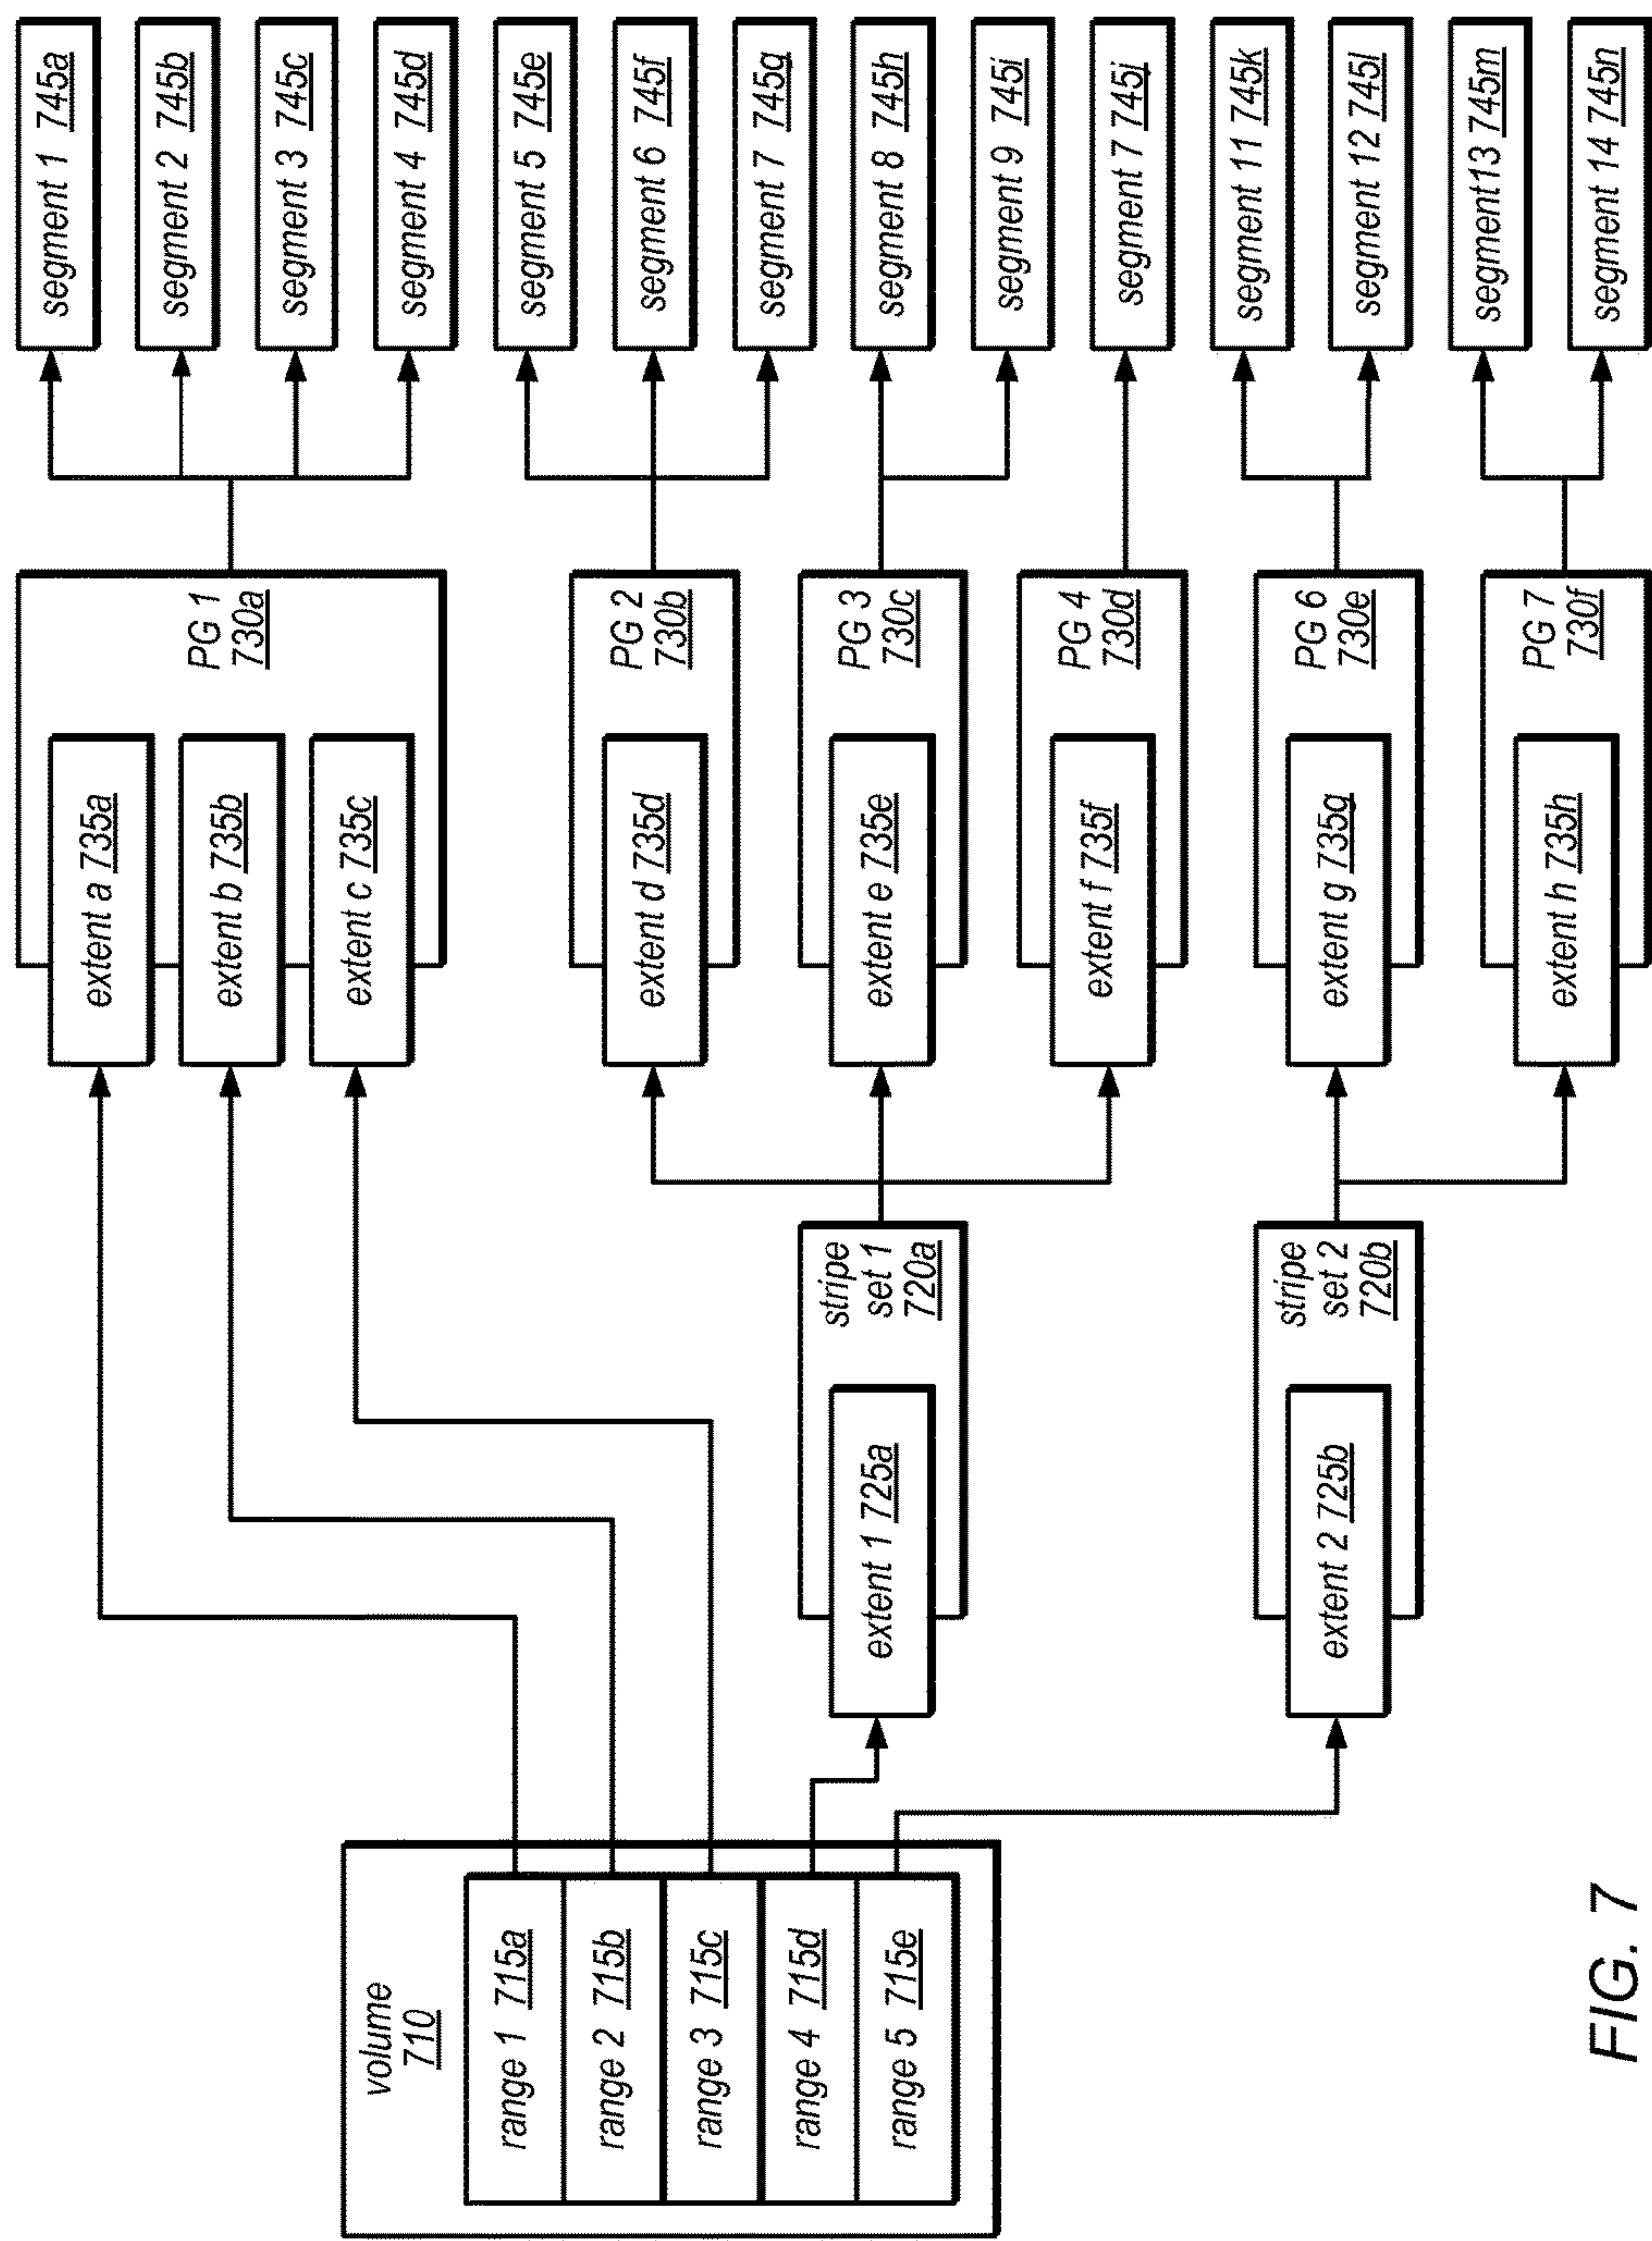 volume
710
range 1 715a
range 2 715b
range 3 715c
range 4 715d
range 5 715e
extent 1 725a
stripe
set 1
720a
extent 2 725b
stripe
set 2
720b
extent a 735a
extent b 735b
extent c 735c
PG 1
730a
extent d 735d
PG 2
730b
extent e 735e
PG 3
730c
extent f 735f
PG 4
730d
extent g 735g
PG 6
730e
extent h 735h
PG 7
730f
segment 1 745a
segment 2 745b
segment 3 745c
segment 4 745d
segment 5 745e
segment 6 745f
segment 7 745g
segment 8 745h
segment 9 745i
segment 7 745j
segment 11 745k
segment 12 745l
segment13 745m
segment 14 745n
FIG. 7